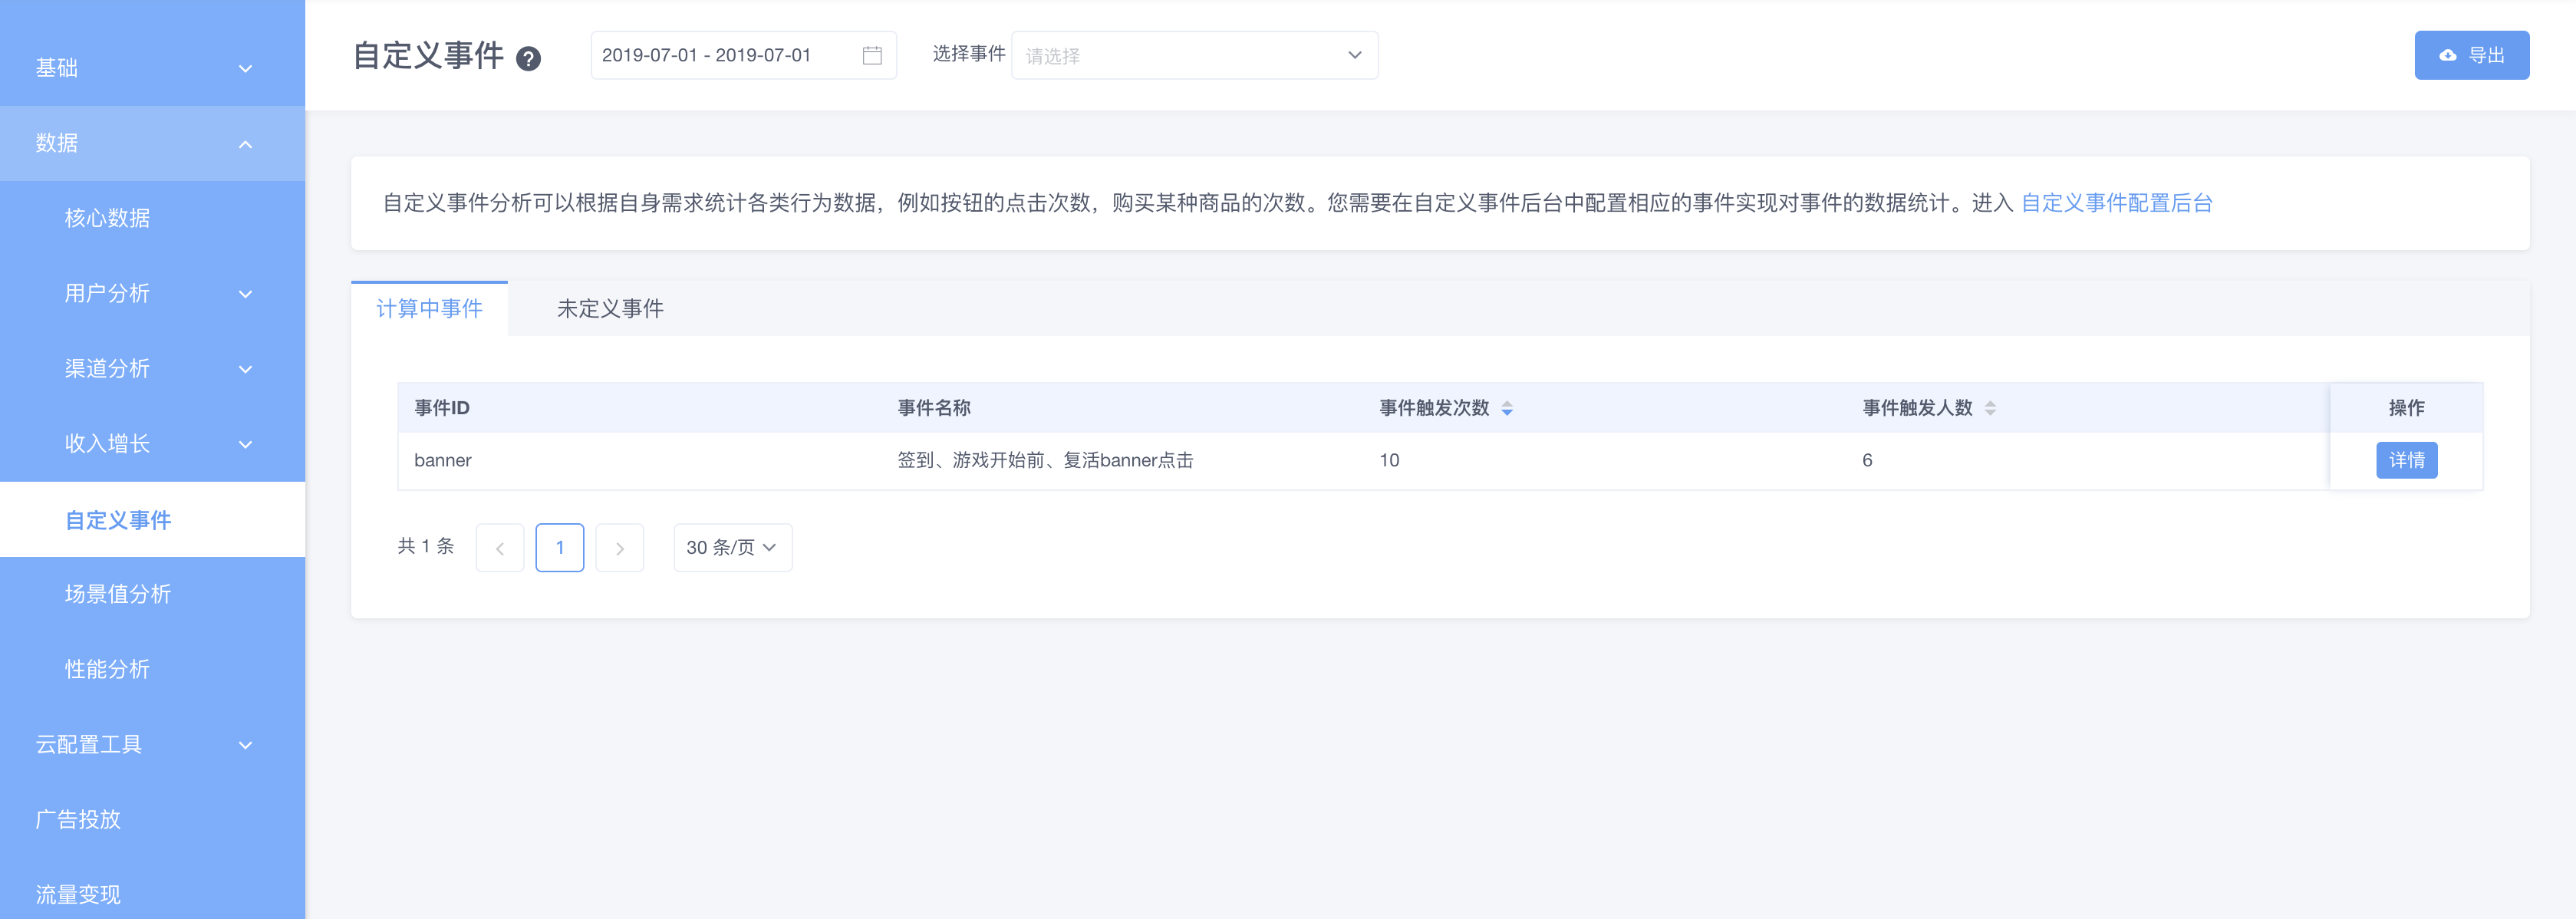 基础
数据
核心数据
用户分析
渠道分析
收入增长
自定义事件
场景值分析
性能分析
云配置工具
广告投放
流量变现
自定义事件 ?
2019-07-01 - 2019-07-01
选择事件 请选择
导出
自定义事件分析可以根据自身需求统计各类行为数据，例如按钮的点击次数，购买某种商品的次数。您需要在自定义事件后台中配置相应的事件实现对事件的数据统计。进入 自定义事件配置后台
计算中事件 未定义事件
事件ID 事件名称 事件触发次数 事件触发人数 操作
banner 签到、游戏开始前、复活banner点击 10 6 详情
共 1 条 1 30 条/页